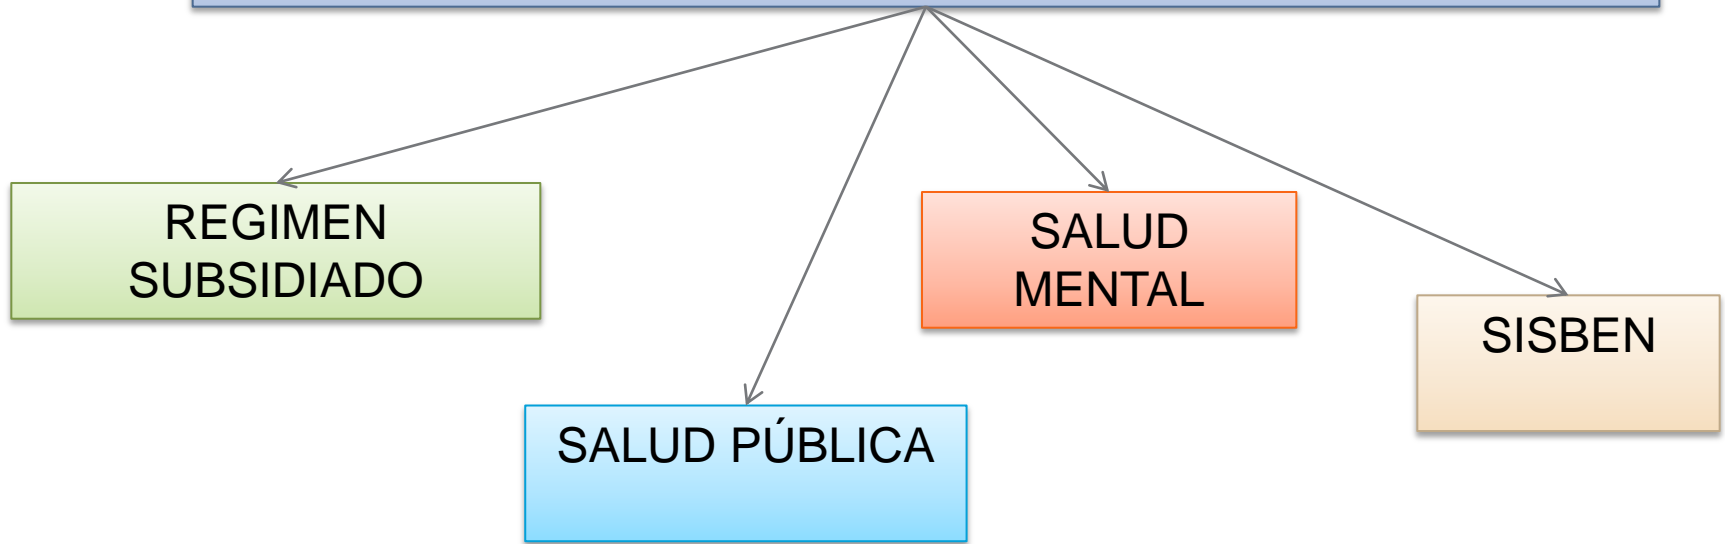 REGIMEN
SUBSIDIADO
SALUD
MENTAL
SISBEN
SALUD PÚBLICA